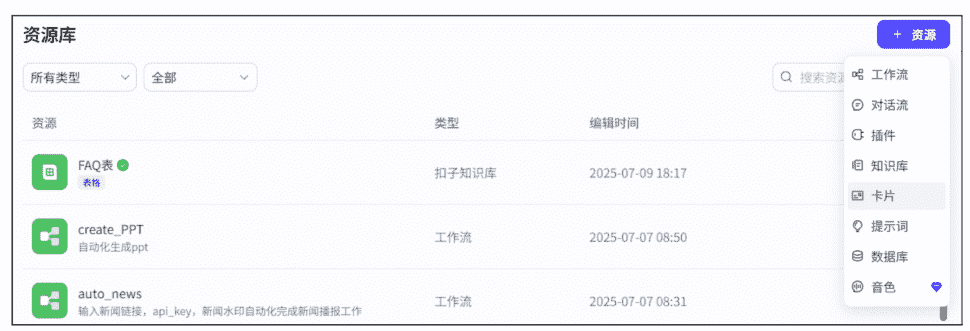 资源库
+ 资源
所有类型
全部
搜索资源
资源
类型
编辑时间
FAQ表
表格
扣子知识库
2025-07-09 18:17
create_PPT
自动化生成ppt
工作流
2025-07-07 08:50
auto_news
输入新闻链接，api_key，新闻水印自动化完成新闻播报工作
工作流
2025-07-07 08:31
工作流
对话流
插件
知识库
卡片
提示词
数据库
音色